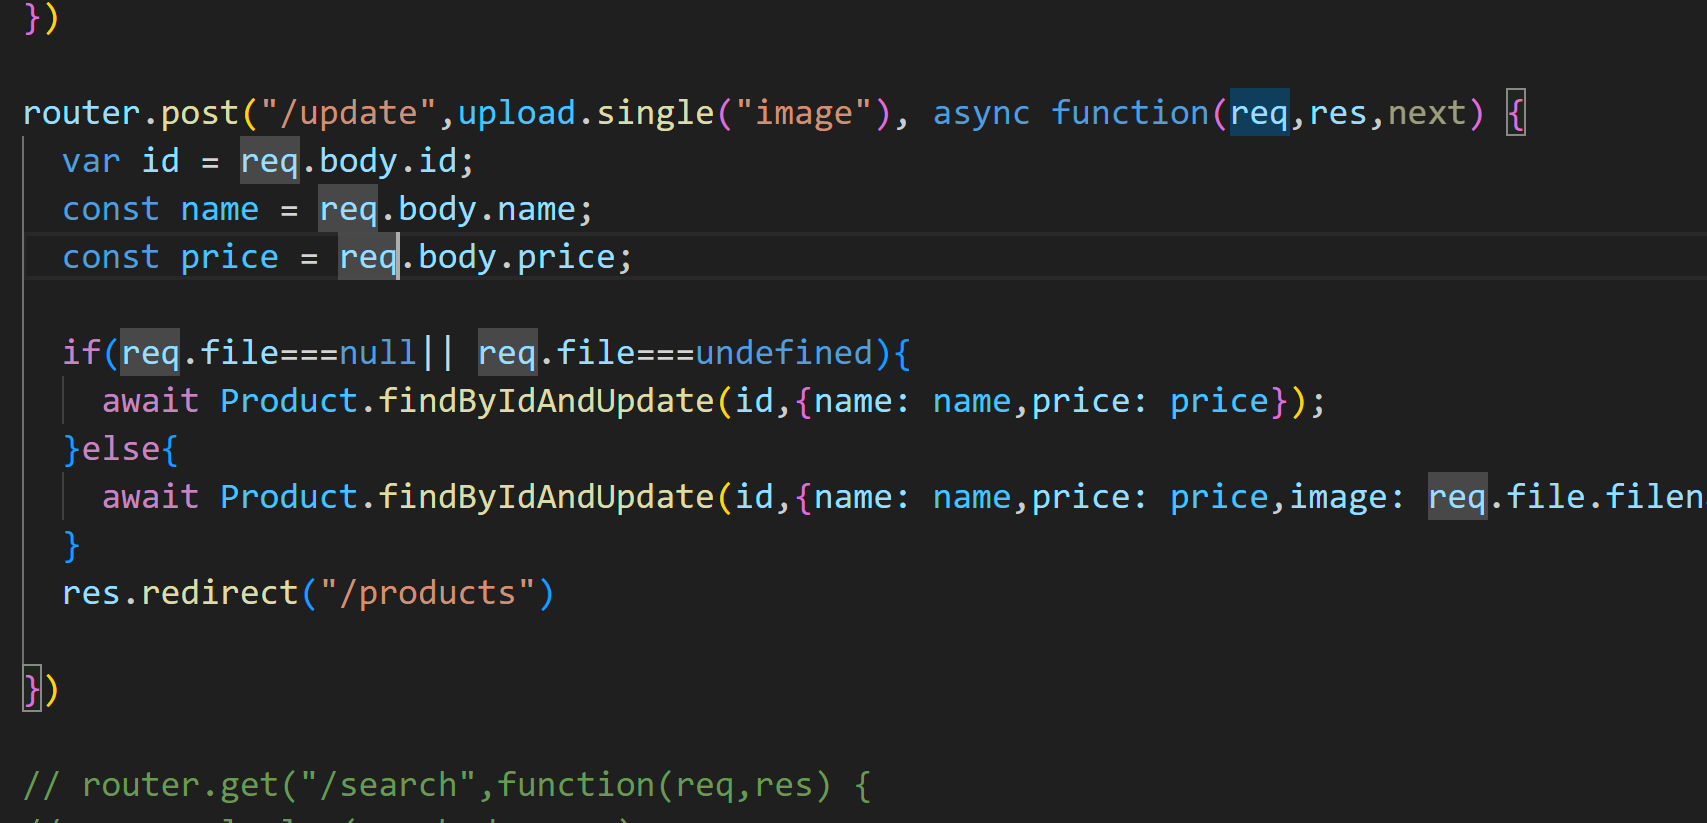 })
router.post("/update",upload.single("image"), async function(req,res,next) {
var id = req.body.id;
const name = req.body.name;
const price = req.body.price;
if(req.file===null|| req.file===undefined){
await Product.findByIdAndUpdate(id,{name: name,price: price});
}else{
await Product.findByIdAndUpdate(id,{name: name,price: price,image: req.file.filen
}
res.redirect("/products")
})
// router.get("/search",function(req,res) {